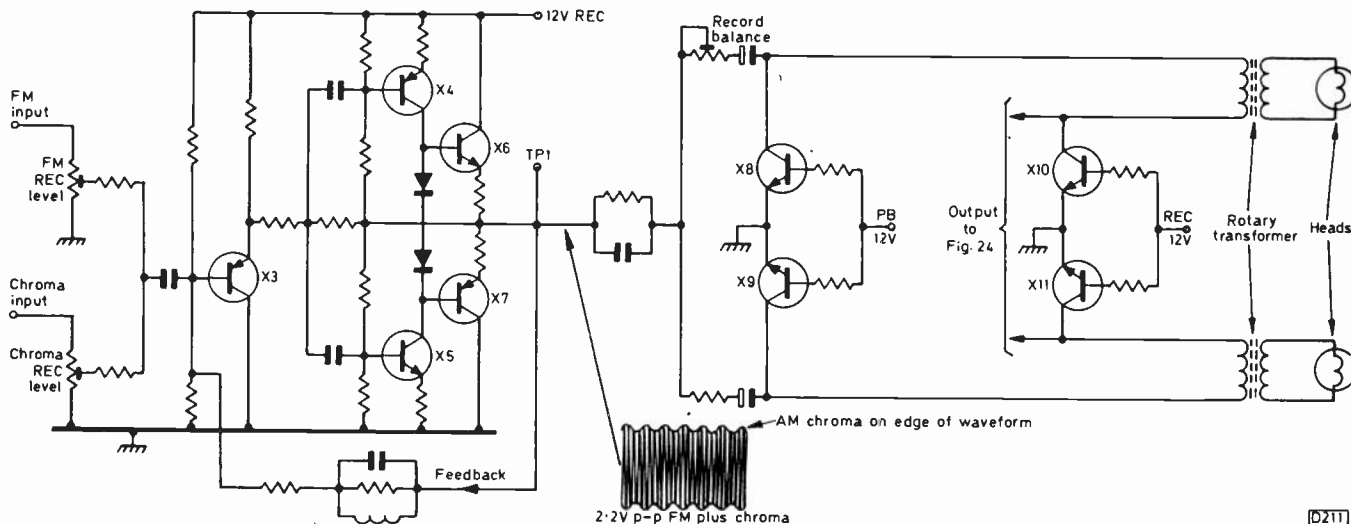 12V REC
Record
balance
FM
input
FM
REC
level
Chroma
input
Chroma
REC
level
X3
X4
X6
X7
X5
TP1
Feedback
X8
X9
PB
12V
Output
to
Fig. 24
X10
X11
REC
12V
Rotary
transformer
Heads
AM chroma on edge of waveform
2·2V p-p FM plus chroma
D211